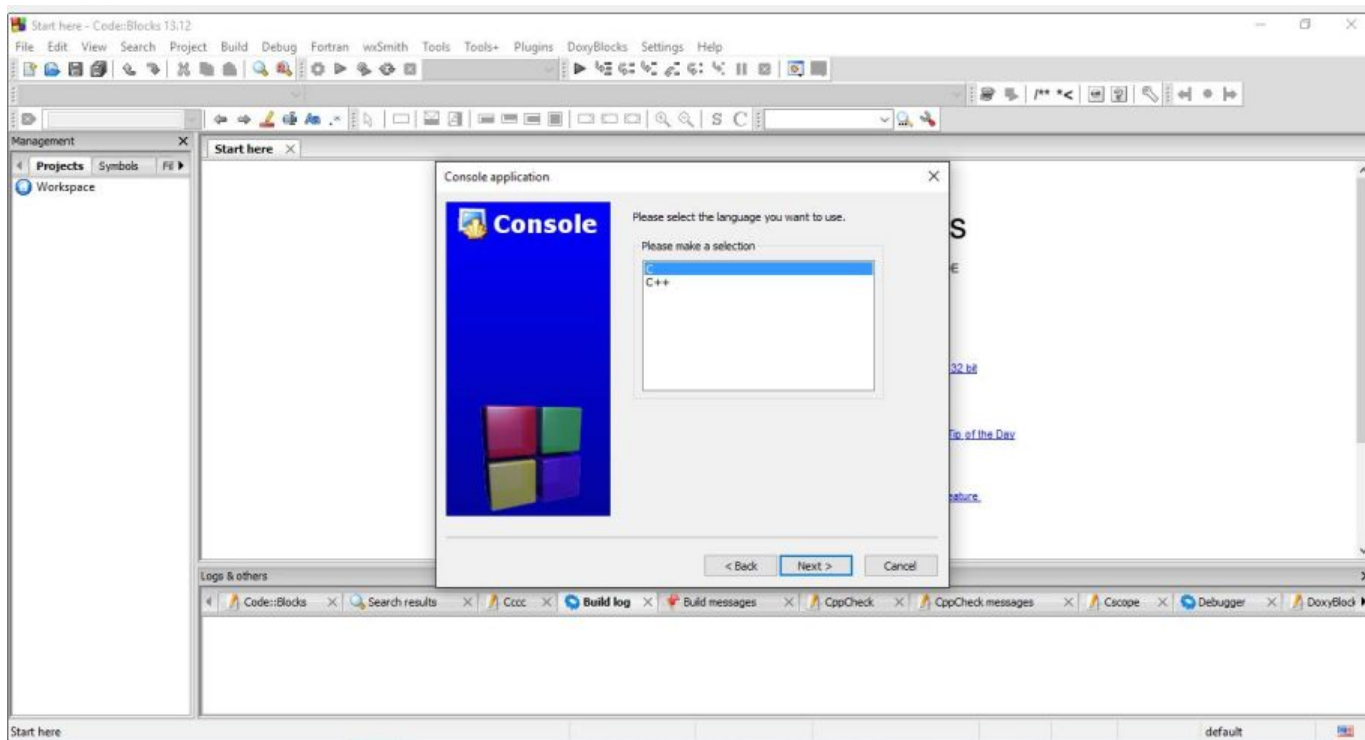 Start here - Code::Blocks 13.12
File Edit View Search Project Build Debug Fortran wxSmith Tools Tools+ Plugins DoxyBlocks Settings Help
/** *<
S C
Management
Start here
Projects Symbols
Workspace
Console application
Console
Please select the language you want to use.
Please make a selection
C
C++
S
E
32 bit
Tip of the Day
eature
< Back Next > Cancel
Logs & others
Code::Blocks Search results Cccc Build log Build messages CppCheck CppCheck messages Cscope Debugger DoxyBlock
Start here default